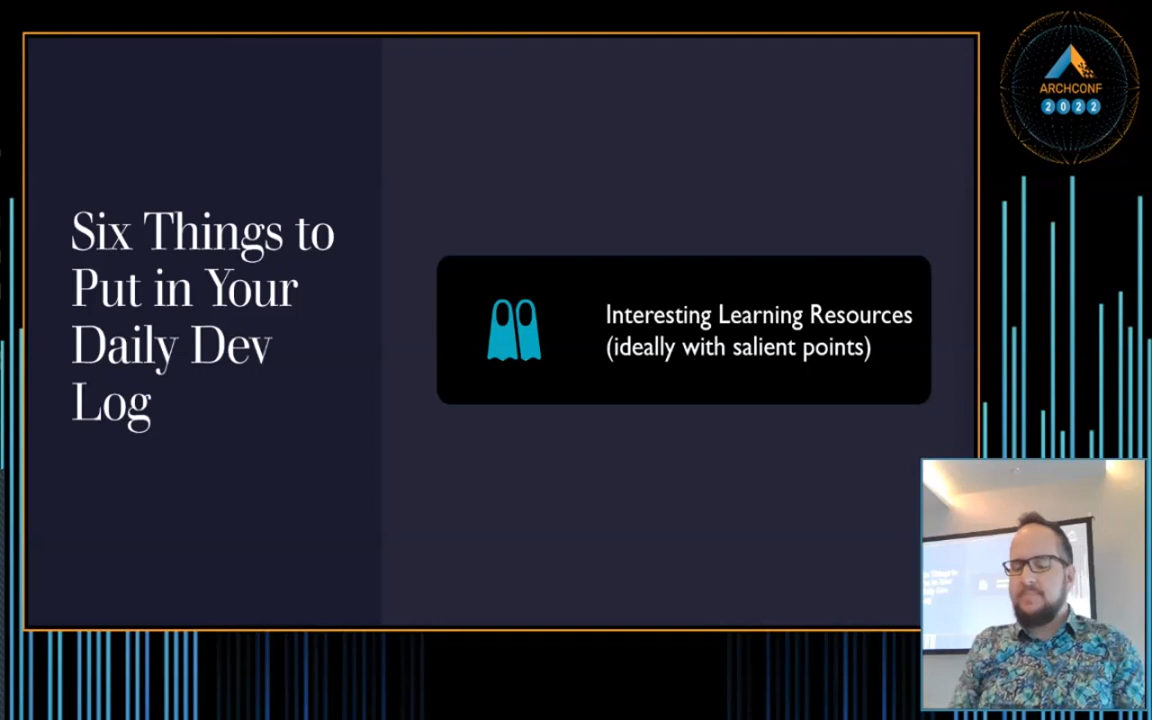 Six Things to
Put in Your
Daily Dev
Log
Interesting Learning Resources
(ideally with salient points)
ARCHCONF
2022